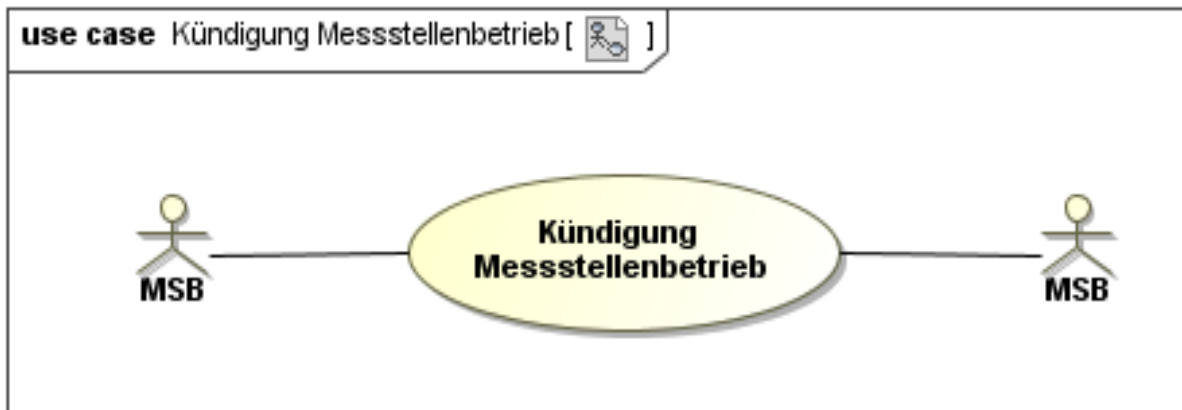 use case Kündigung Messstellenbetrieb [ ]
Kündigung
Messstellenbetrieb
MSB
MSB